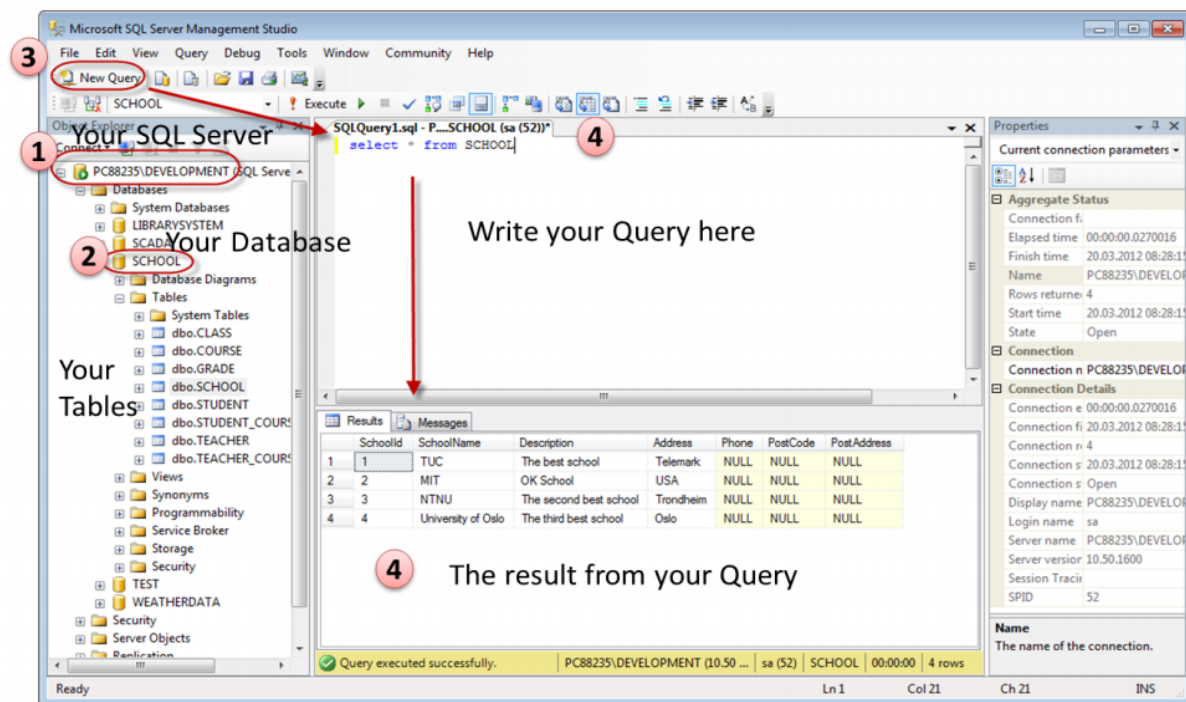 Microsoft SQL Server Management Studio
3
File Edit View Query Debug Tools Window Community Help
New Query
SCHOOL Execute
Object Explorer
Your SQL Server
Connect
1
PC88235\DEVELOPMENT (SQL Serve
Databases
System Databases
LIBRARYSYSTEM
SCADA
Your Database
2
SCHOOL
Database Diagrams
Tables
System Tables
dbo.CLASS
dbo.COURSE
dbo.GRADE
dbo.SCHOOL
dbo.STUDENT
dbo.STUDENT_COURS
dbo.TEACHER
dbo.TEACHER_COURS
Your
Tables
Views
Synonyms
Programmability
Service Broker
Storage
Security
TEST
WEATHERDATA
Security
Server Objects
Replication
SQLQuery1.sql - P....SCHOOL (sa (52))*
4
select * from SCHOOL
Write your Query here
Results Messages
SchoolId SchoolName Description Address Phone PostCode PostAddress
1 1 TUC The best school Telemark NULL NULL NULL
2 2 MIT OK School USA NULL NULL NULL
3 3 NTNU The second best school Trondheim NULL NULL NULL
4 4 University of Oslo The third best school Oslo NULL NULL NULL
4
The result from your Query
Query executed successfully. PC88235\DEVELOPMENT (10.50 ... sa (52) SCHOOL 00:00:00 4 rows
Properties
Current connection parameters
Aggregate Status
Connection fa
Elapsed time 00:00:00.0270016
Finish time 20.03.2012 08:28:15
Name PC88235\DEVELOP
Rows returned 4
Start time 20.03.2012 08:28:15
State Open
Connection
Connection n PC88235\DEVELOP
Connection Details
Connection e 00:00:00.0270016
Connection fi 20.03.2012 08:28:15
Connection r 4
Connection s 20.03.2012 08:28:15
Connection s Open
Display name PC88235\DEVELOP
Login name sa
Server name PC88235\DEVELOP
Server version 10.50.1600
Session Tracin
SPID 52
Name
The name of the connection.
Ready Ln 1 Col 21 Ch 21 INS